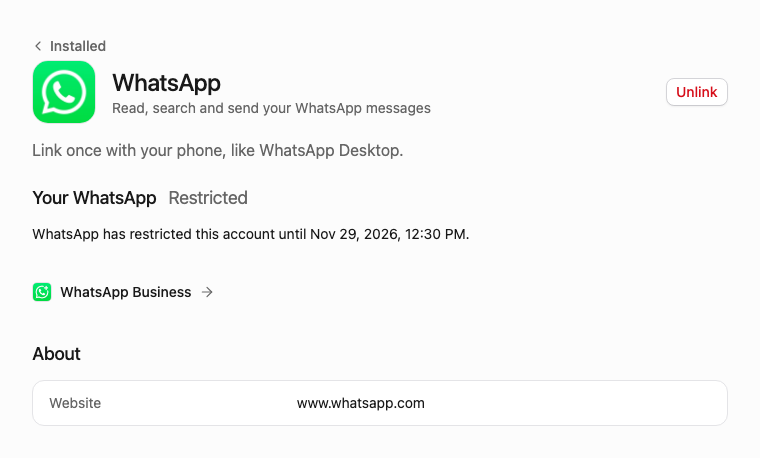 Installed
WhatsApp
Read, search and send your WhatsApp messages
Unlink
Link once with your phone, like WhatsApp Desktop.
Your WhatsApp Restricted
WhatsApp has restricted this account until Nov 29, 2026, 12:30 PM.
WhatsApp Business →
About
Website www.whatsapp.com